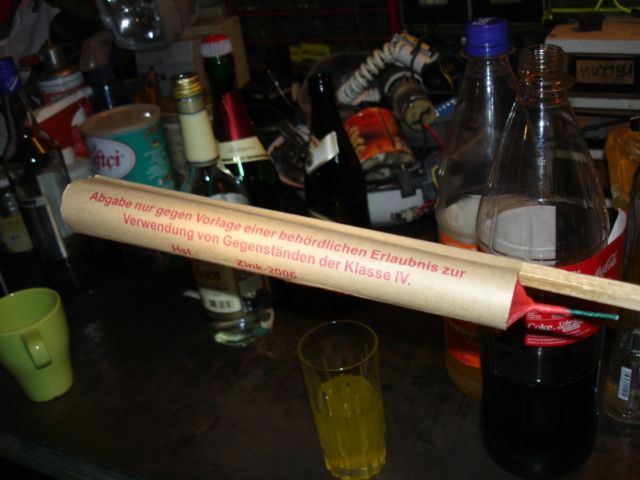 Abgabe nur gegen Vorlage einer behördlichen Erlaubnis zur
Verwendung von Gegenständen der Klasse IV.
Hst.: Zink-2006
Coca-Cola
Coke